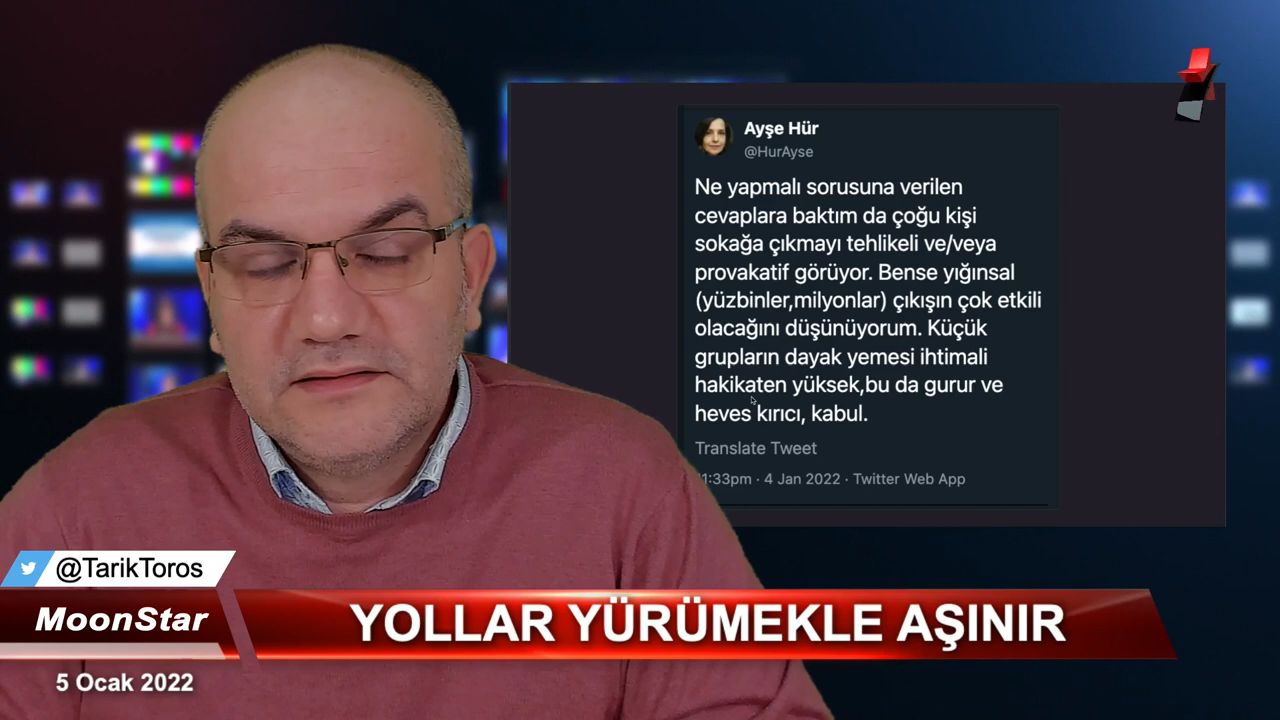 Ayşe Hür
@HurAyse
Ne yapmalı sorusuna verilen
cevaplara baktım da çoğu kişi
sokağa çıkmayı tehlikeli ve/veya
provakatif görüyor. Bense yığınsal
(yüzbinler,milyonlar) çıkışın çok etkili
olacağını düşünüyorum. Küçük
grupların dayak yemesi ihtimali
hakikaten yüksek,bu da gurur ve
heves kırıcı, kabul.
Translate Tweet
1:33pm · 4 Jan 2022 · Twitter Web App
@TarikToros
MoonStar
YOLLAR YÜRÜMEKLE AŞINIR
5 Ocak 2022